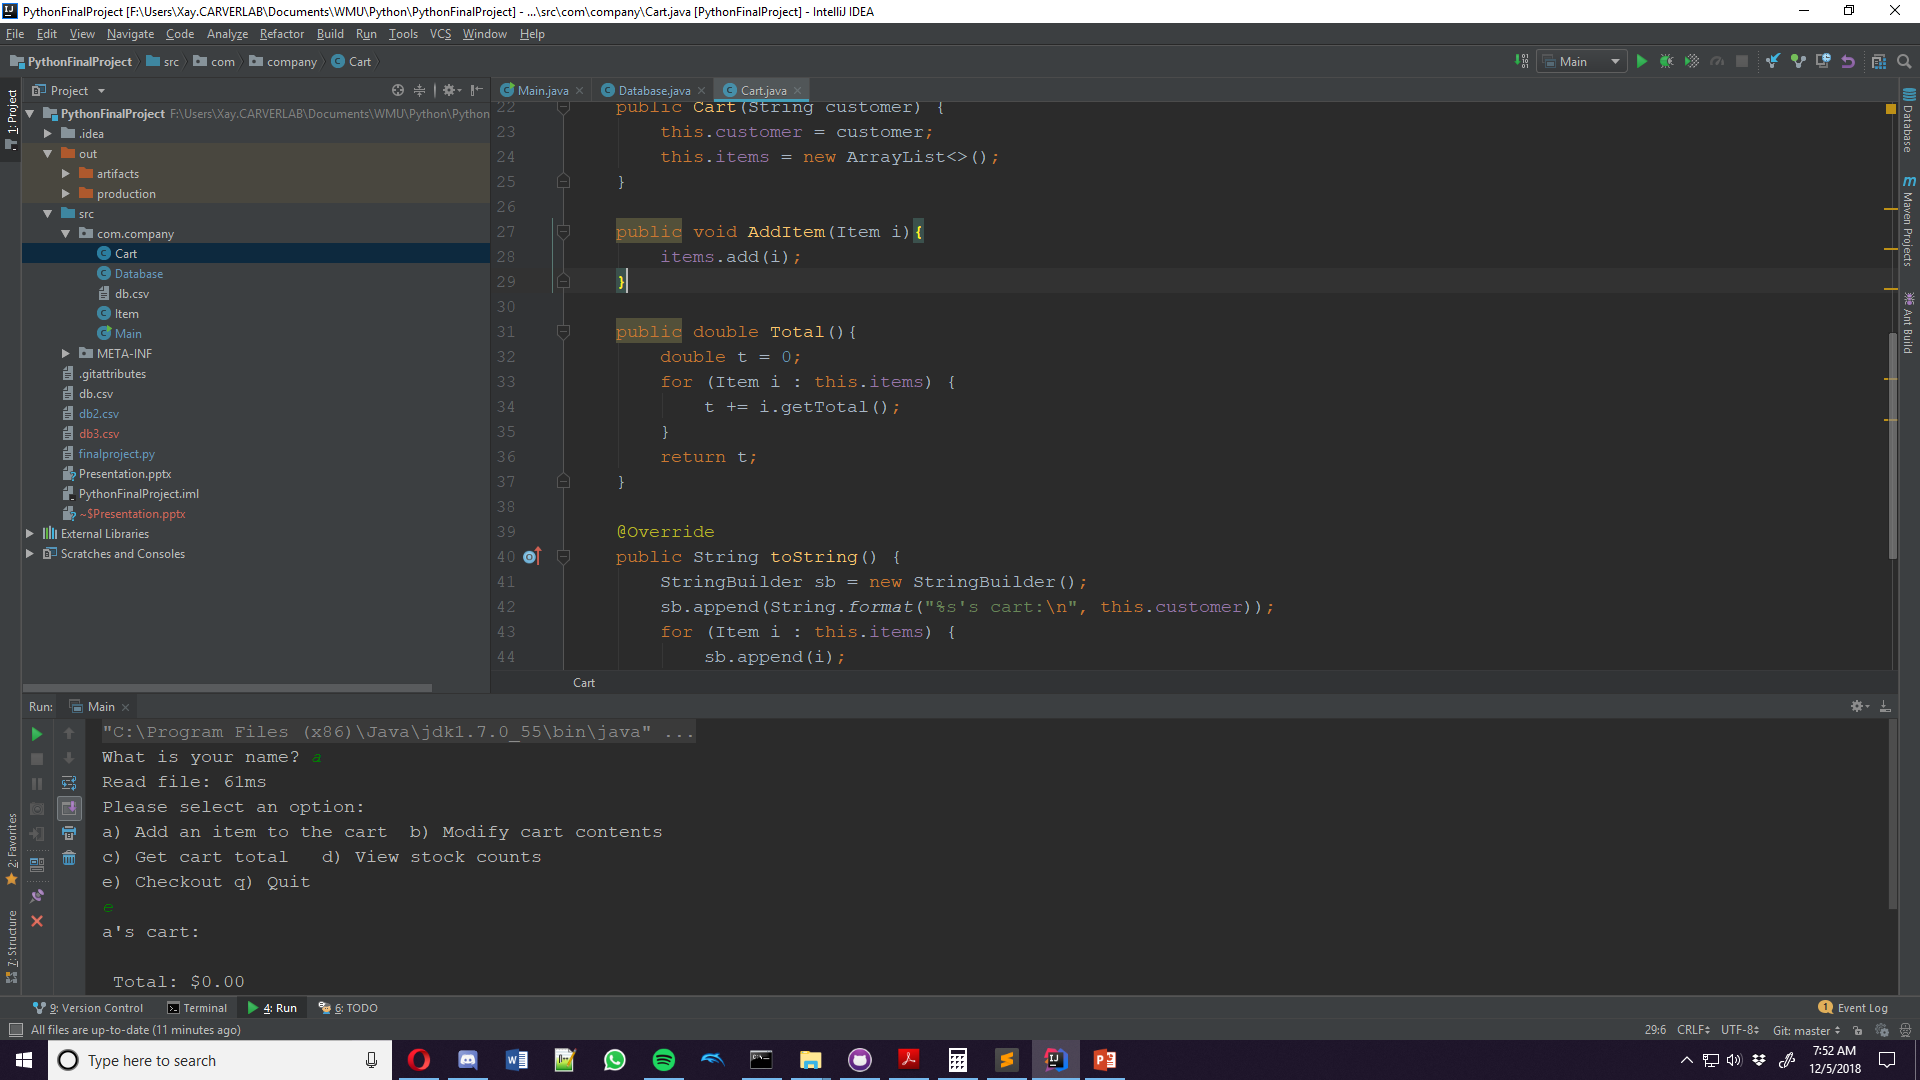 PythonFinalProject [F:\Users\Xay.CARVERLAB\Documents\WMU\Python\PythonFinalProject] - ...\src\com\company\Cart.java [PythonFinalProject] - IntelliJ IDEA
File Edit View Navigate Code Analyze Refactor Build Run Tools VCS Window Help
PythonFinalProject src com company Cart
Main
Project
Main.java Database.java Cart.java
PythonFinalProject F:\Users\Xay.CARVERLAB\Documents\WMU\Python\Python
.idea
out
artifacts
production
src
com.company
Cart
Database
db.csv
Item
Main
META-INF
.gitattributes
db.csv
db2.csv
db3.csv
finalproject.py
Presentation.pptx
PythonFinalProject.iml
~$Presentation.pptx
External Libraries
Scratches and Consoles
1: Project
2: Favorites
7: Structure
22 public Cart(String customer) {
23 this.customer = customer;
24 this.items = new ArrayList<>();
25 }
26
27 public void AddItem(Item i){
28 items.add(i);
29 }
30
31 public double Total(){
32 double t = 0;
33 for (Item i : this.items) {
34 t += i.getTotal();
35 }
36 return t;
37 }
38
39 @Override
40 public String toString() {
41 StringBuilder sb = new StringBuilder();
42 sb.append(String.format("%s's cart:\n", this.customer));
43 for (Item i : this.items) {
44 sb.append(i);
Cart
Database
Maven Projects
Ant Build
Run: Main
"C:\Program Files (x86)\Java\jdk1.7.0_55\bin\java" ...
What is your name? a
Read file: 61ms
Please select an option:
a) Add an item to the cart b) Modify cart contents
c) Get cart total d) View stock counts
e) Checkout q) Quit
e
a's cart:
Total: $0.00
9: Version Control Terminal 4: Run 6: TODO
1 Event Log
All files are up-to-date (11 minutes ago)
29:6 CRLF UTF-8 Git: master
Type here to search
7:52 AM
12/5/2018